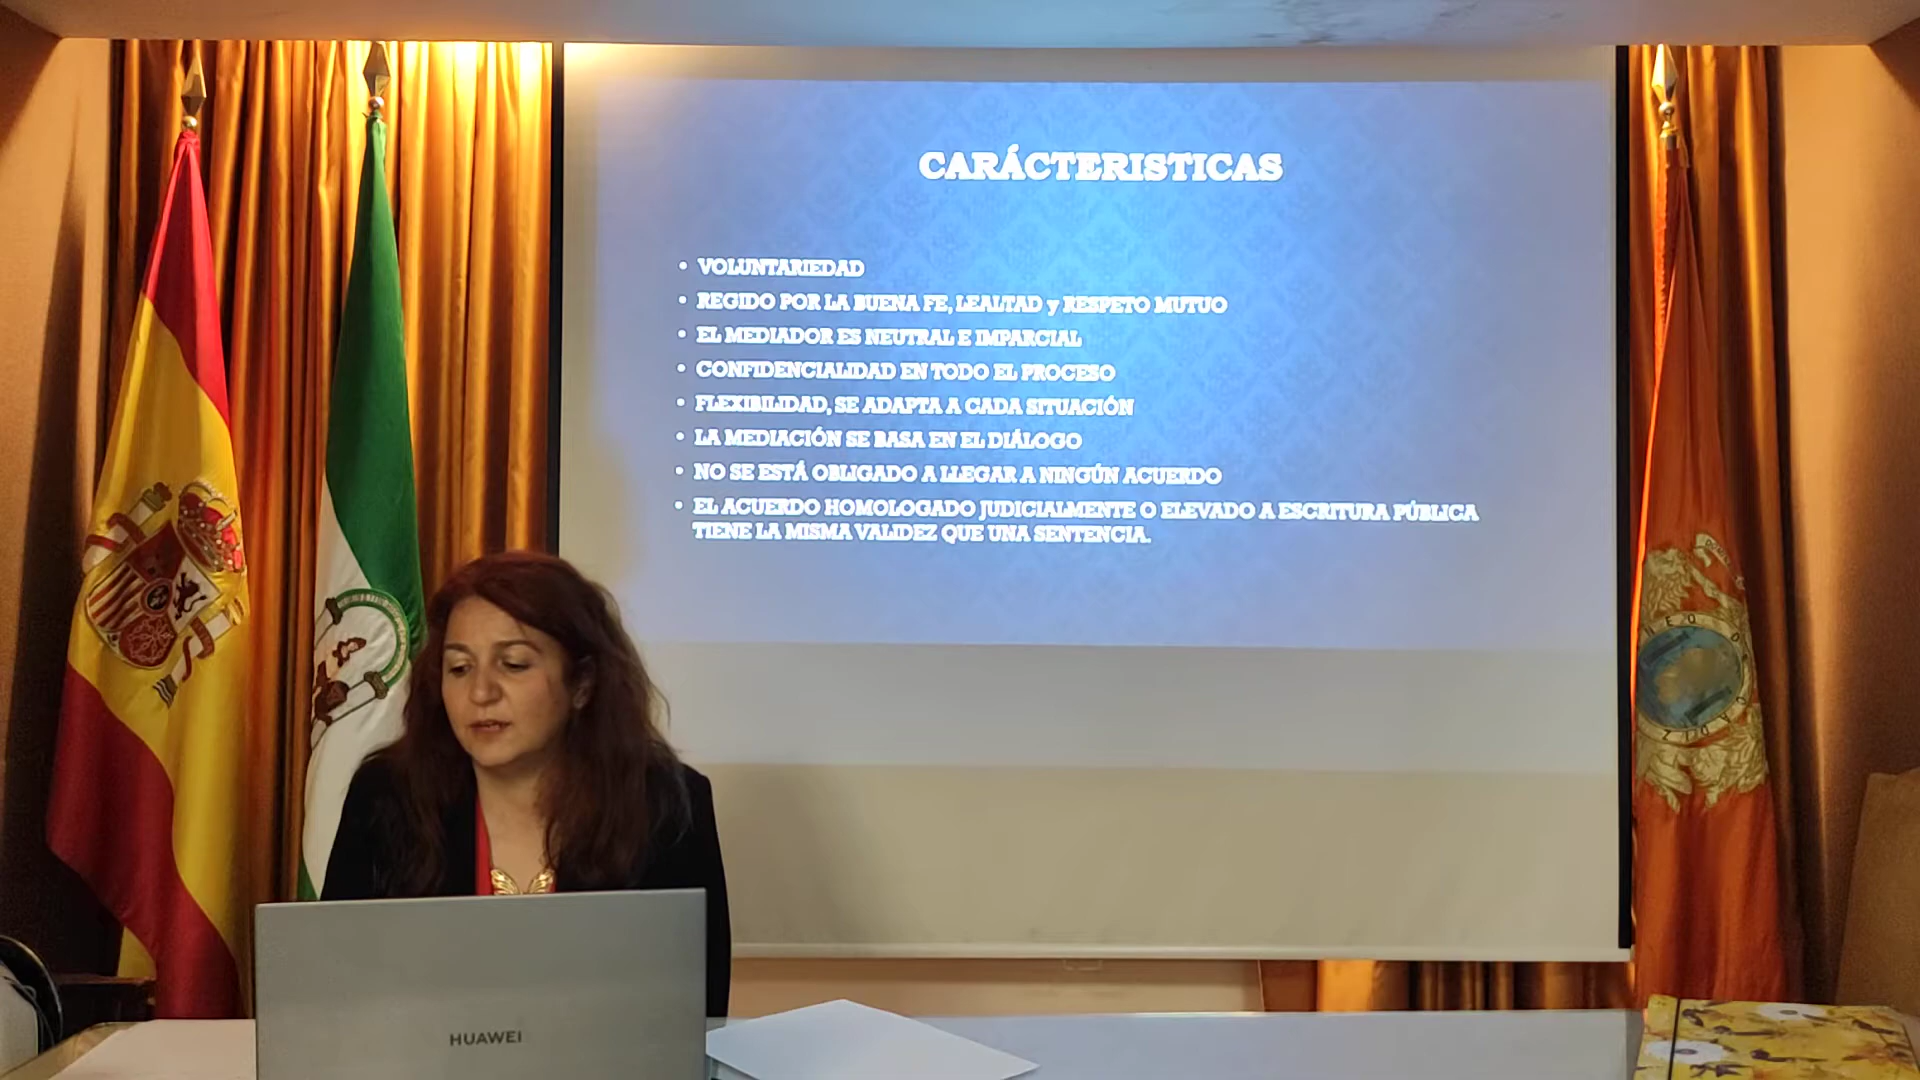 CARÁCTERISTICAS
• VOLUNTARIEDAD
• REGIDO POR LA BUENA FE, LEALTAD y RESPETO MUTUO
• EL MEDIADOR ES NEUTRAL E IMPARCIAL
• CONFIDENCIALIDAD EN TODO EL PROCESO
• FLEXIBILIDAD, SE ADAPTA A CADA SITUACIÓN
• LA MEDIACIÓN SE BASA EN EL DIÁLOGO
• NO SE ESTÁ OBLIGADO A LLEGAR A NINGÚN ACUERDO
• EL ACUERDO HOMOLOGADO JUDICIALMENTE O ELEVADO A ESCRITURA PÚBLICA
TIENE LA MISMA VALIDEZ QUE UNA SENTENCIA.
HUAWEI